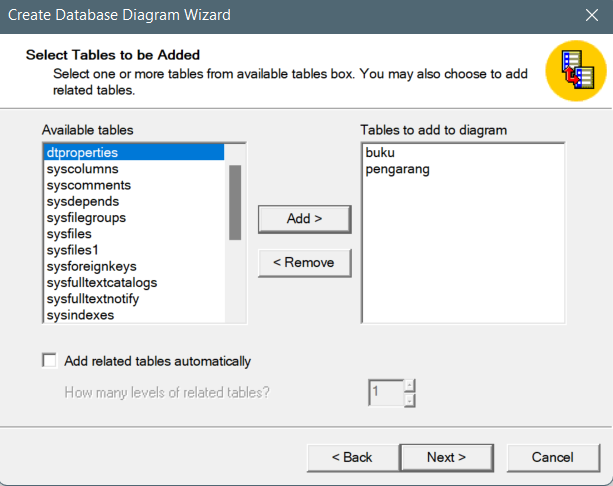 Create Database Diagram Wizard
Select Tables to be Added
Select one or more tables from available tables box. You may also choose to add
related tables.
Available tables
dtproperties
syscolumns
syscomments
sysdepends
sysfilegroups
sysfiles
sysfiles1
sysforeignkeys
sysfulltextcatalogs
sysfulltextnotify
sysindexes
Add >
< Remove
Tables to add to diagram
buku
pengarang
Add related tables automatically
How many levels of related tables?
1
< Back
Next >
Cancel